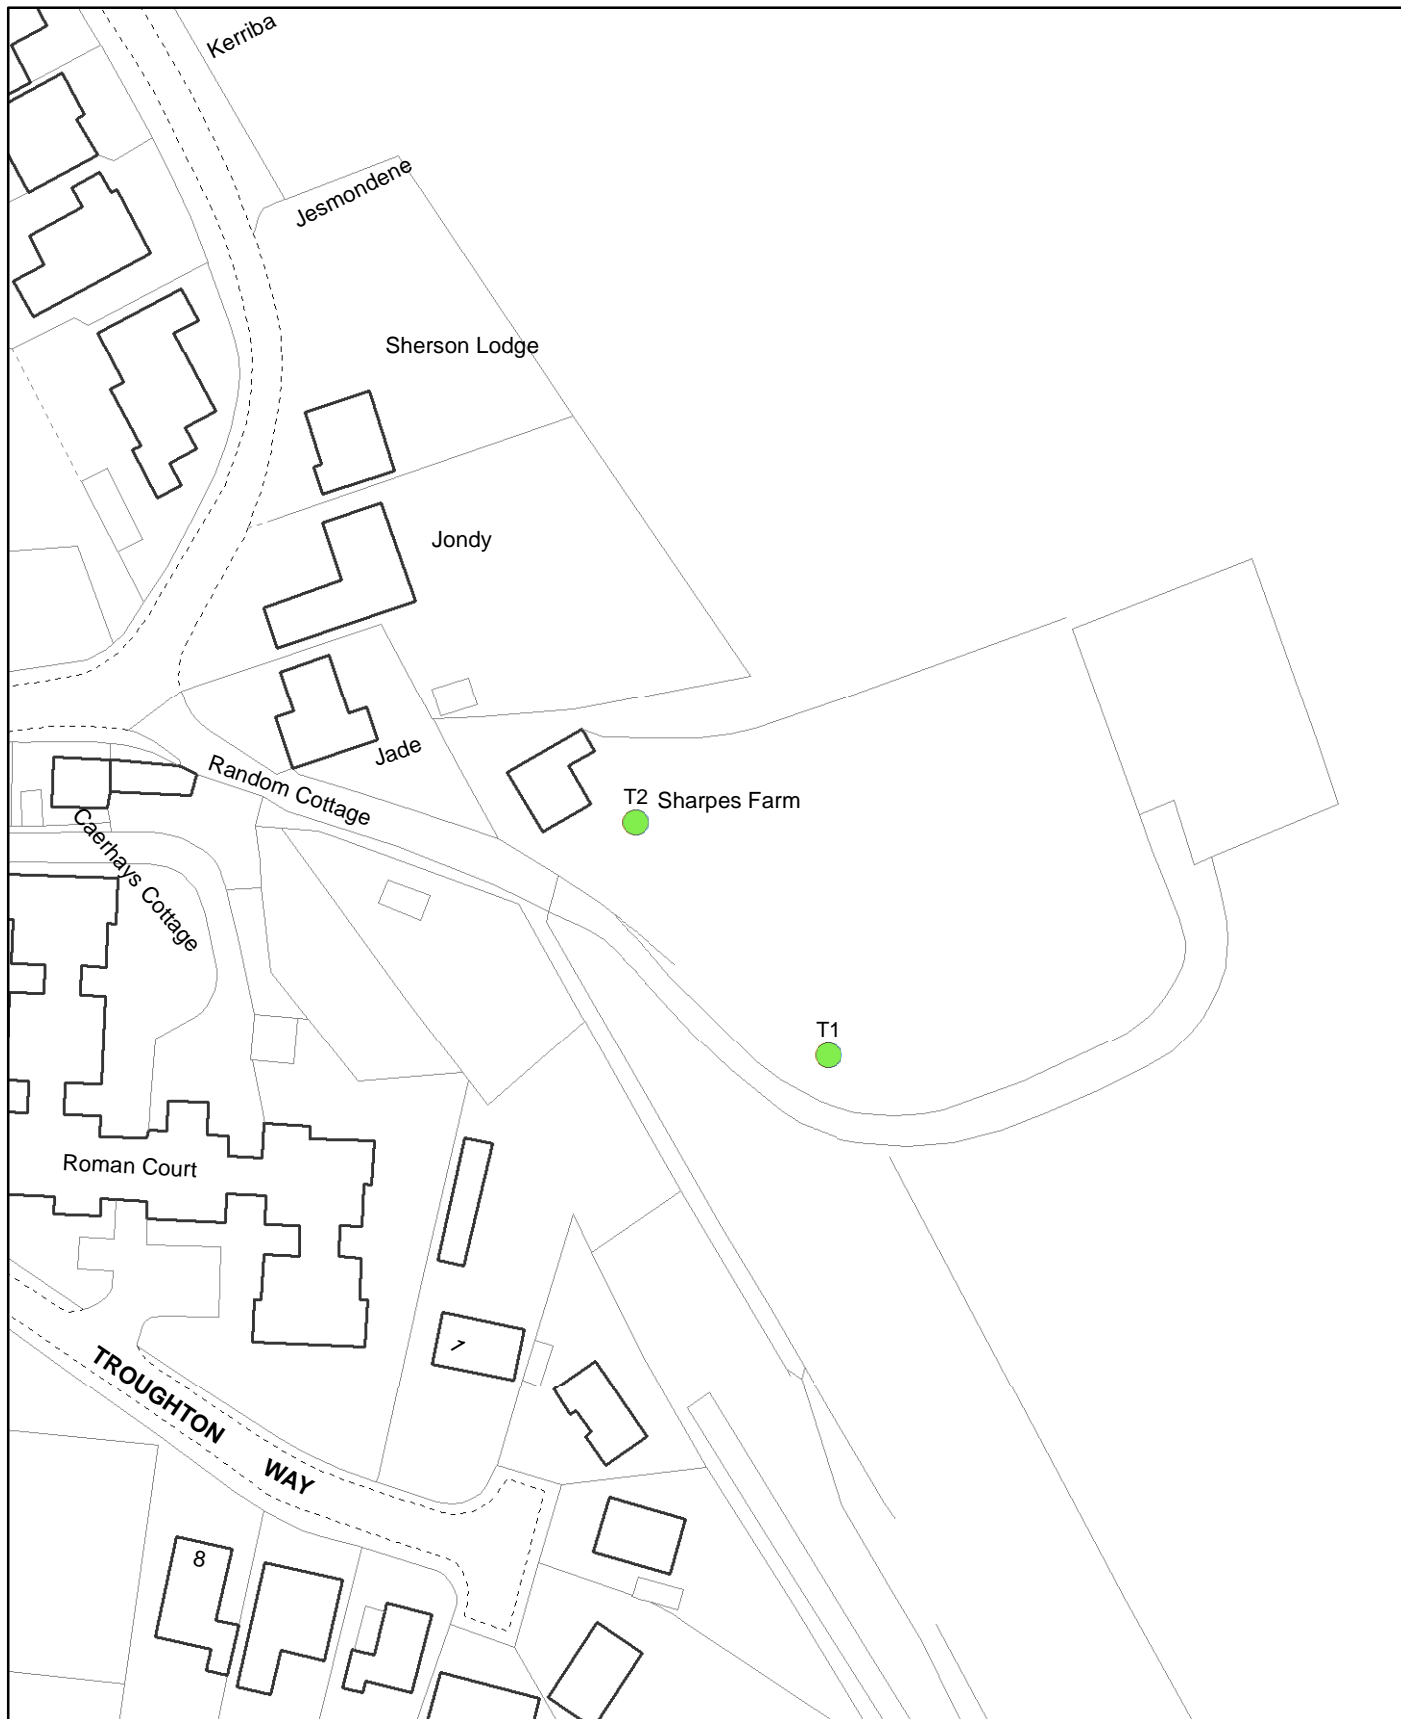 Kerriba
Jesmondene
Sherson Lodge
Jondy
Jade
Random Cottage
T2
Sharpes Farm
Caerhays Cottage
T1
Roman Court
1
TROUGHTON
WAY
8